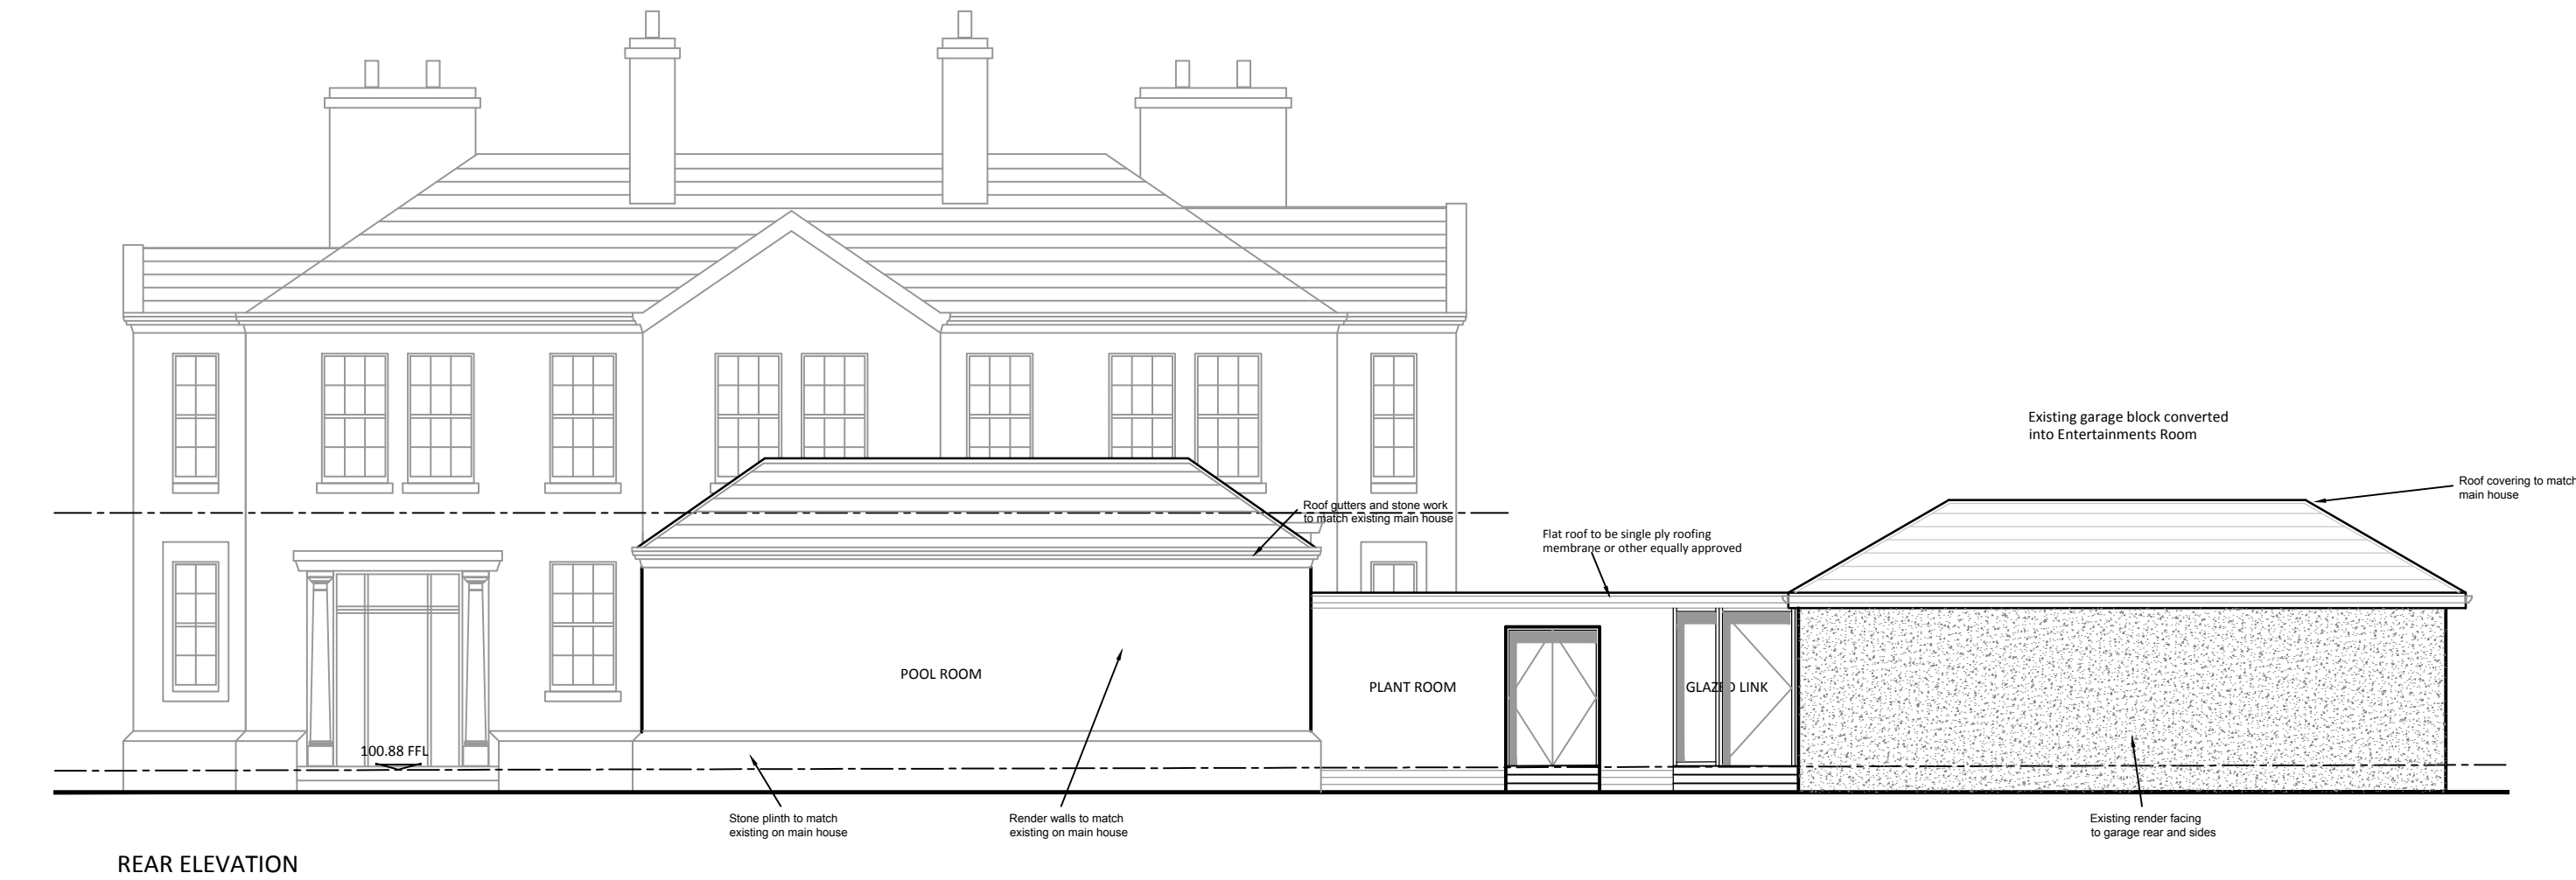 Existing garage block converted
into Entertainments Room
Roof covering to match
main house
Roof gutters and stone work
to match existing main house
Flat roof to be single ply roofing
membrane or other equally approved
POOL ROOM
PLANT ROOM
GLAZED LINK
100.88 FFL
Stone plinth to match
existing on main house
Render walls to match
existing on main house
Existing render facing
to garage rear and sides
REAR ELEVATION